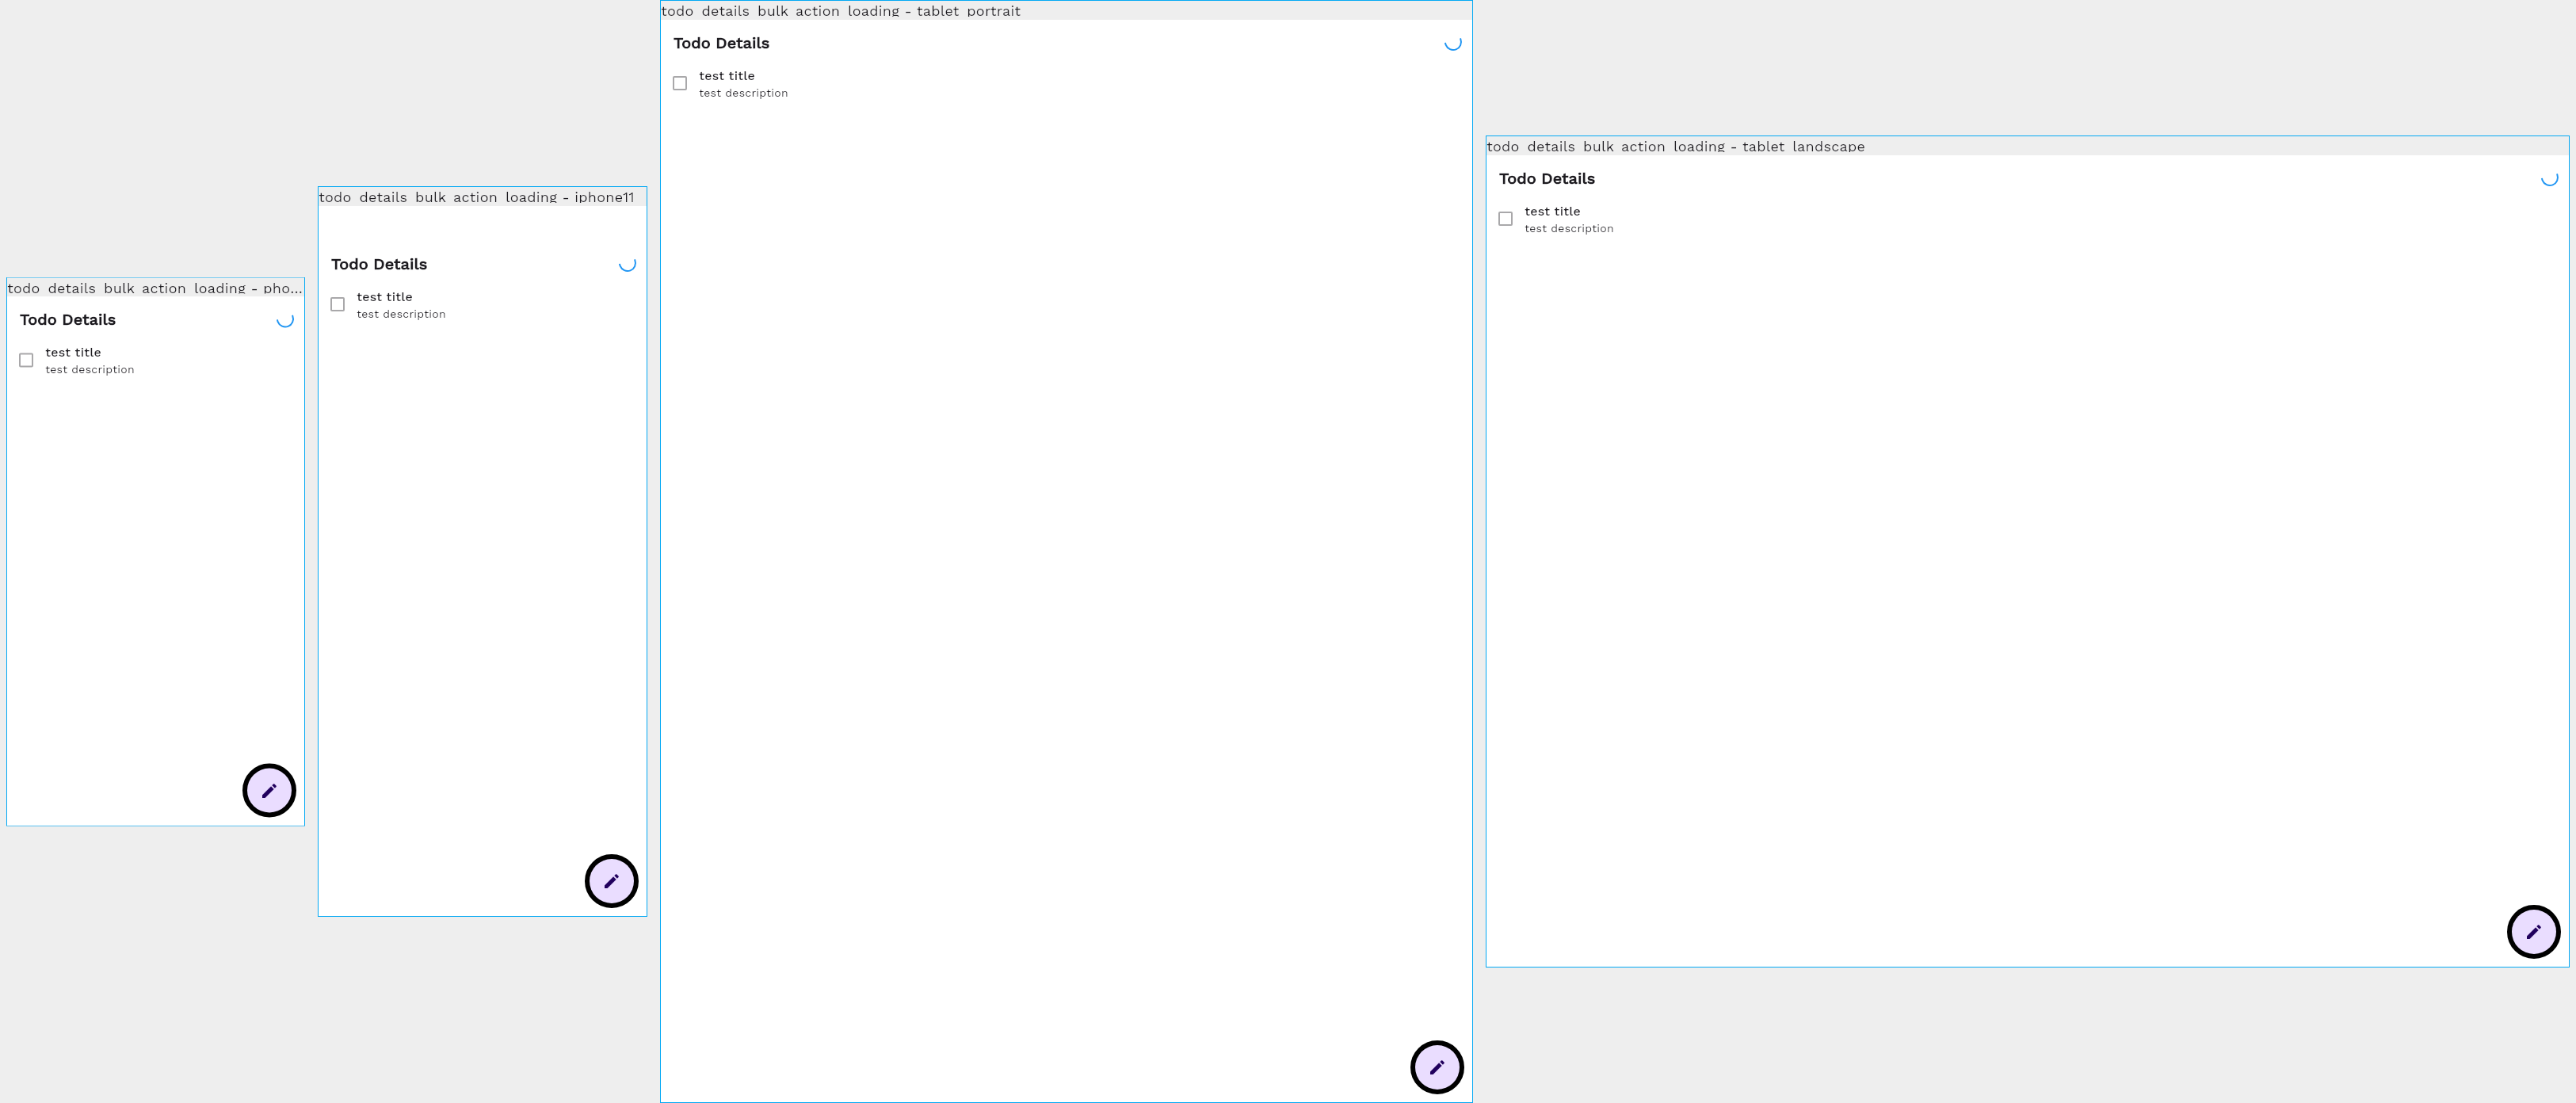 todo details bulk action loading - pho...
Todo Details
test title
test description
todo details bulk action loading - iphone11
Todo Details
test title
test description
todo details bulk action loading - tablet portrait
Todo Details
test title
test description
todo details bulk action loading - tablet landscape
Todo Details
test title
test description